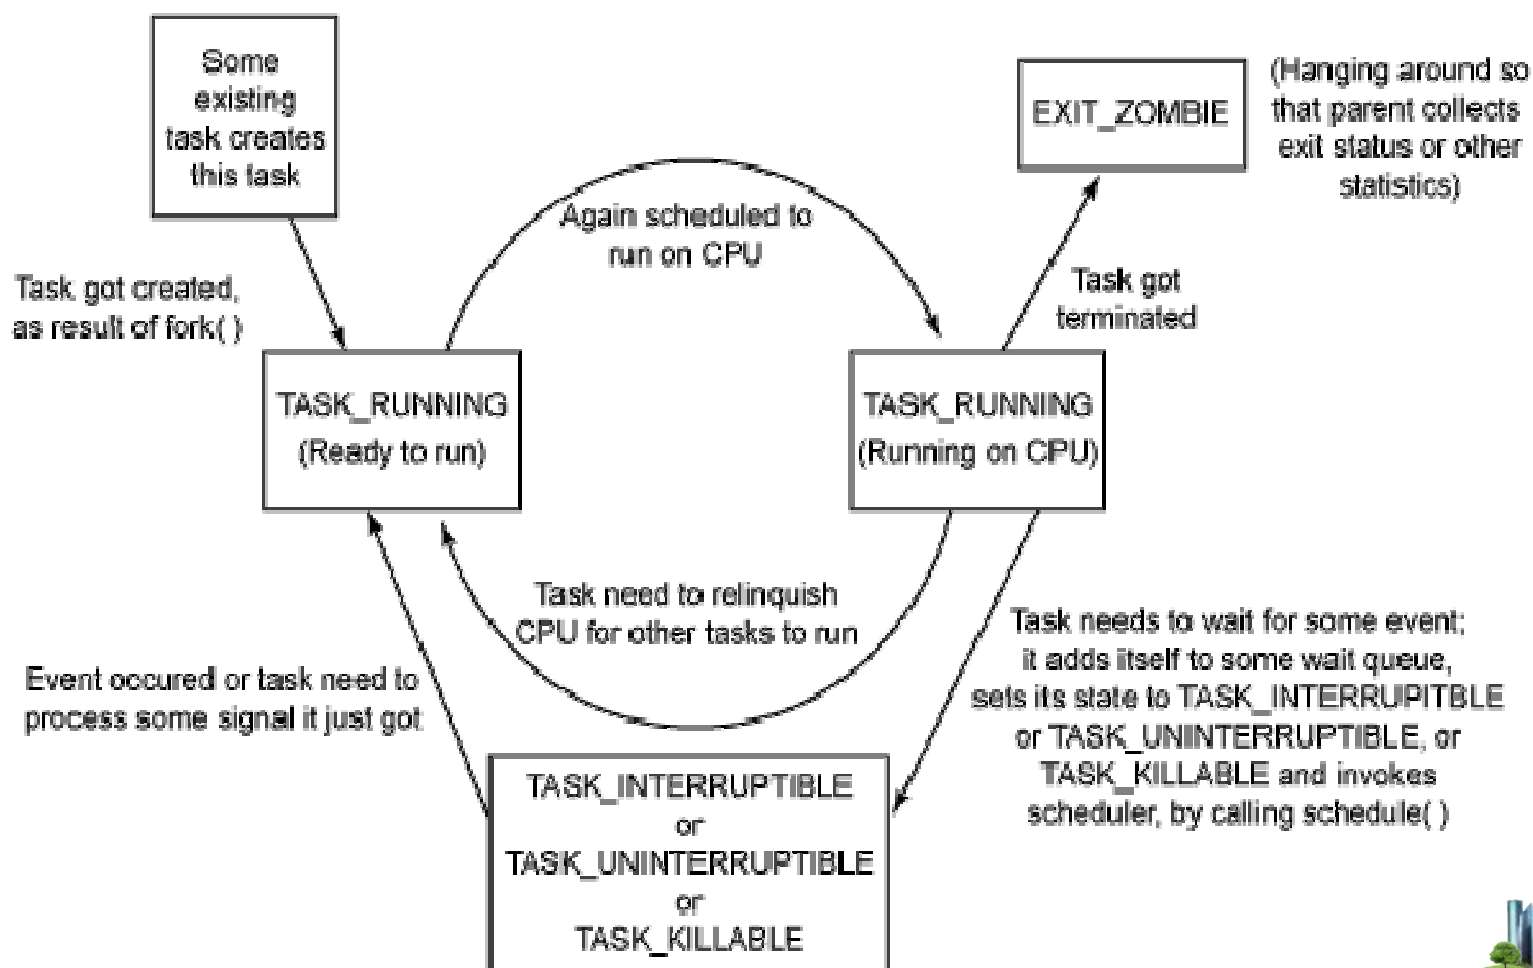 Some
existing
task creates
this task
EXIT_ZOMBIE
(Hanging around so
that parent collects
exit status or other
statistics)
Again scheduled to
run on CPU
Task got created,
as result of fork( )
Task got
terminated
TASK_RUNNING
(Ready to run)
TASK_RUNNING
(Running on CPU)
Task need to relinquish
CPU for other tasks to run
Event occured or task need to
process some signal it just got
Task needs to wait for some event;
it adds itself to some wait queue,
sets its state to TASK_INTERRUPITBLE
or TASK_UNINTERRUPTIBLE, or
TASK_KILLABLE and invokes
scheduler, by calling schedule( )
TASK_INTERRUPTIBLE
or
TASK_UNINTERRUPTIBLE
or
TASK_KILLABLE